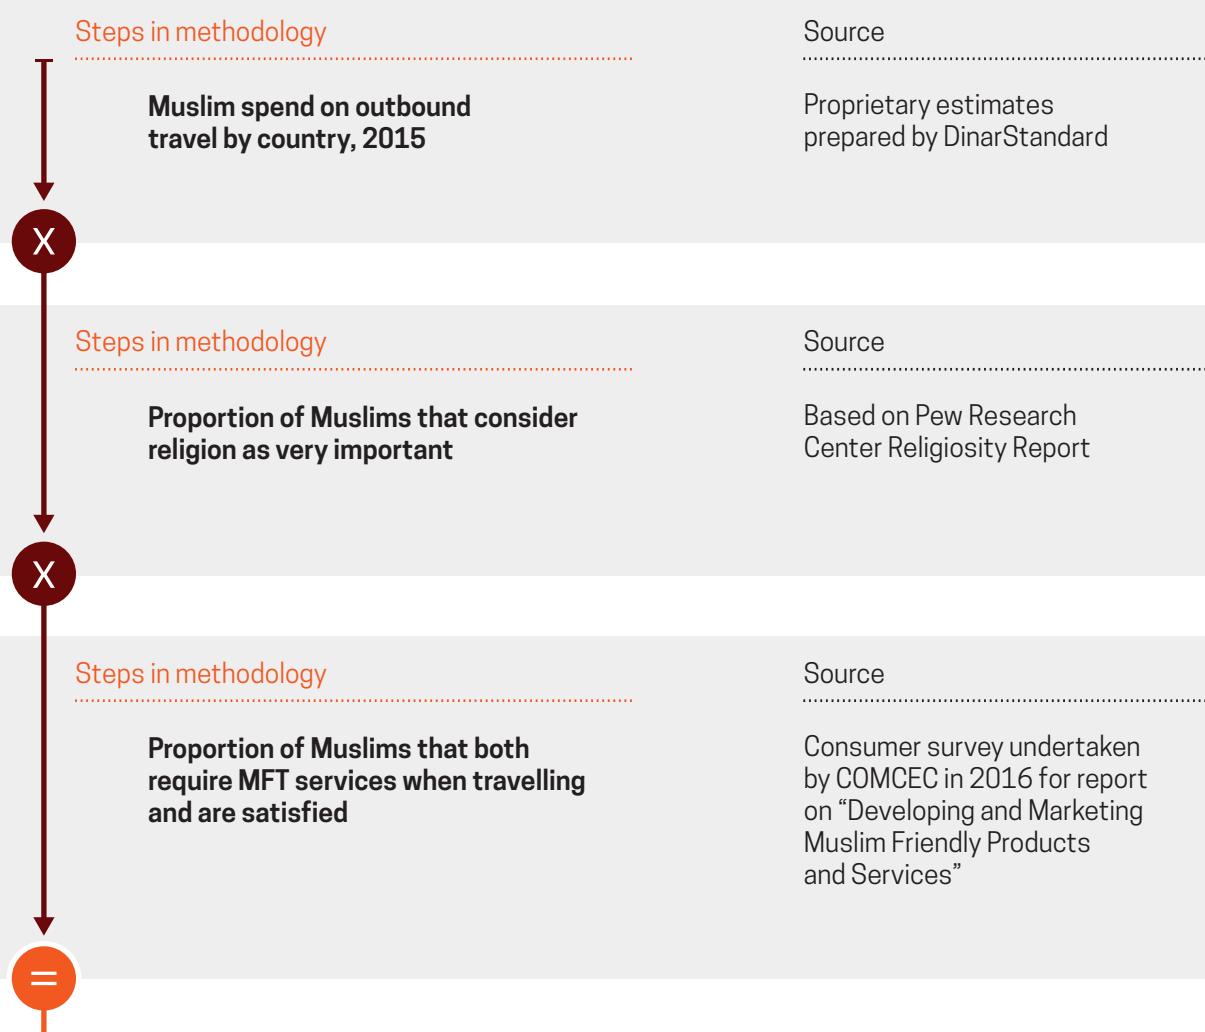 Steps in methodology
Source
Muslim spend on outbound
travel by country, 2015
Proprietary estimates
prepared by DinarStandard
X
Steps in methodology
Source
Proportion of Muslims that consider
religion as very important
Based on Pew Research
Center Religiosity Report
X
Steps in methodology
Source
Proportion of Muslims that both
require MFT services when travelling
and are satisfied
Consumer survey undertaken
by COMCEC in 2016 for report
on “Developing and Marketing
Muslim Friendly Products
and Services”
=